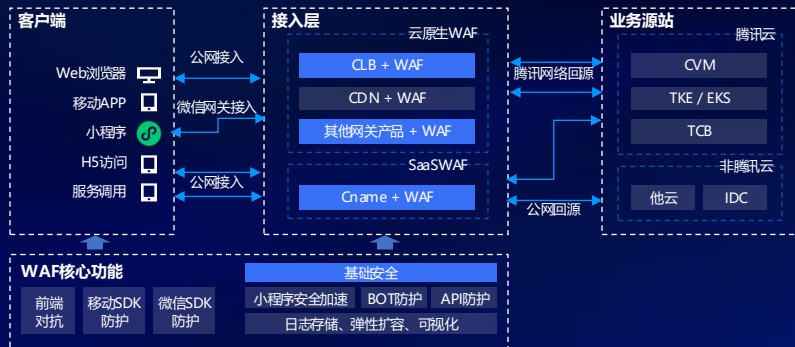 客户端
Web浏览器
移动APP
小程序
H5访问
服务调用
公网接入
微信网关接入
公网接入
接入层
云原生WAF
CLB + WAF
CDN + WAF
其他网关产品 + WAF
SaaSWAF
Cname + WAF
腾讯网络回源
公网回源
业务源站
腾讯云
CVM
TKE / EKS
TCB
非腾讯云
他云
IDC
WAF核心功能
前端
对抗
移动SDK
防护
微信SDK
防护
基础安全
小程序安全加速
BOT防护
API防护
日志存储、弹性扩容、可视化